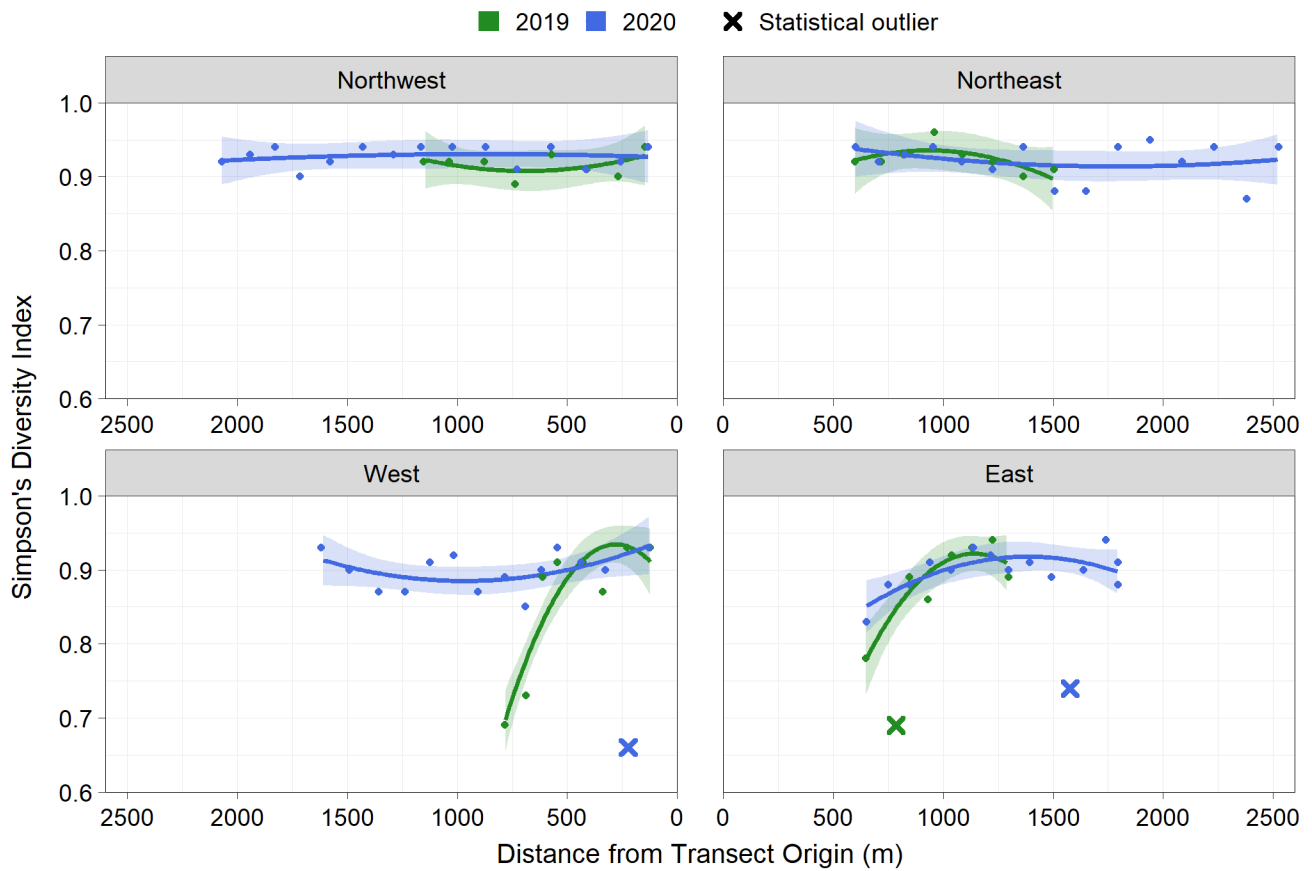 2019 2020 Statistical outlier
Northwest Northeast
1.0
0.9
0.8
0.7
0.6
2500 2000 1500 1000 500 0 0 500 1000 1500 2000 2500
West East
1.0
0.9
0.8
0.7
0.6
2500 2000 1500 1000 500 0 0 500 1000 1500 2000 2500
Simpson's Diversity Index
Distance from Transect Origin (m)